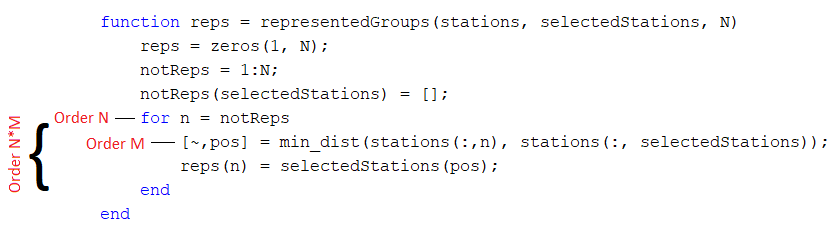 function reps = representedGroups(stations, selectedStations, N)
reps = zeros(1, N);
notReps = 1:N;
notReps(selectedStations) = [];
Order N*M
Order N for n = notReps
Order M [~,pos] = min_dist(stations(:,n), stations(:, selectedStations));
reps(n) = selectedStations(pos);
end
end